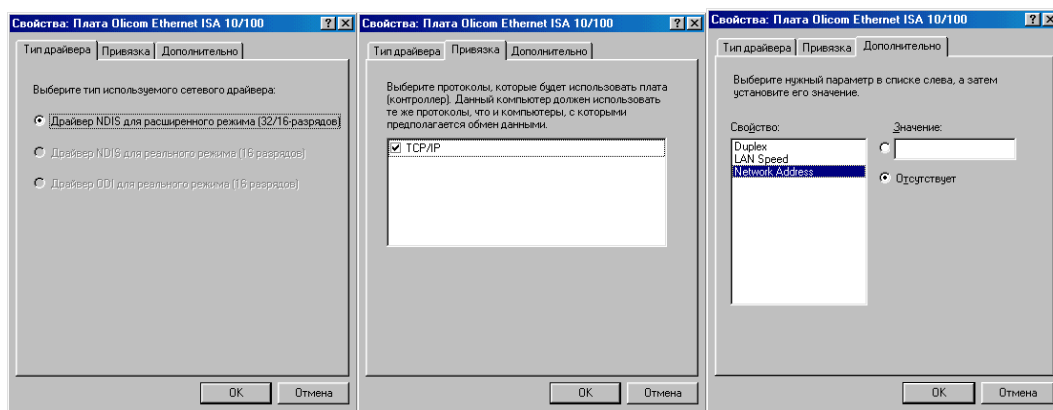 Свойства: Плата Olicom Ethernet ISA 10/100
Тип драйвера Привязка Дополнительно
Выберите тип используемого сетевого драйвера:
Драйвер NDIS для расширенного режима (32/16-разрядов)
Драйвер NDIS для реального режима (16 разрядов)
Драйвер ODI для реального режима (16 разрядов)
OK Отмена
Свойства: Плата Olicom Ethernet ISA 10/100
Тип драйвера Привязка Дополнительно
Выберите протоколы, которые будет использовать плата
(контроллер). Данный компьютер должен использовать
те же протоколы, что и компьютеры, с которыми
предполагается обмен данными.
TCP/IP
OK Отмена
Свойства: Плата Olicom Ethernet ISA 10/100
Тип драйвера Привязка Дополнительно
Выберите нужный параметр в списке слева, а затем
установите его значение.
Свойство: Значение:
Duplex
LAN Speed
Network Address
Отсутствует
OK Отмена